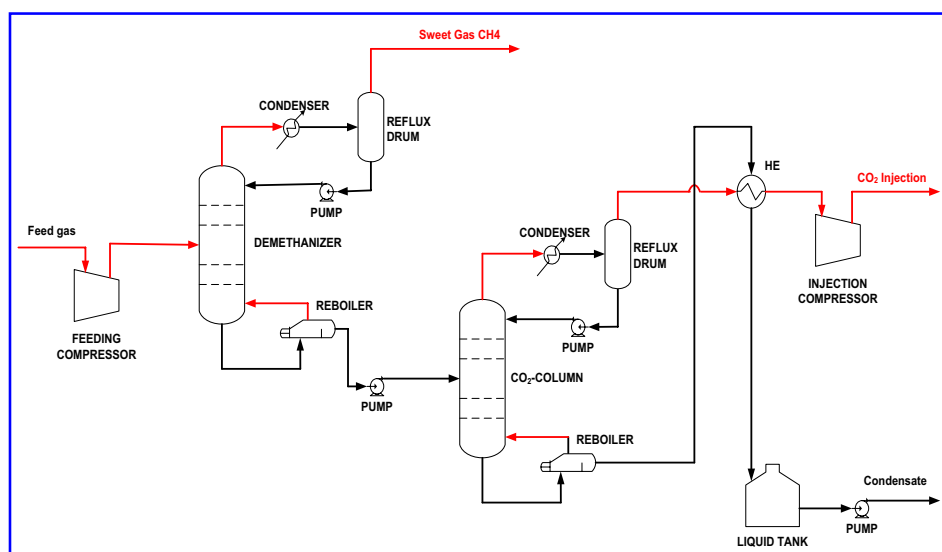 Sweet Gas CH4
CONDENSER
REFLUX
DRUM
PUMP
HE
CO₂ Injection
Feed gas
DEMETHANIZER
CONDENSER
REFLUX
DRUM
INJECTION
COMPRESSOR
REBOILER
FEEDING
COMPRESSOR
PUMP
CO₂-COLUMN
PUMP
REBOILER
Condensate
PUMP
LIQUID TANK